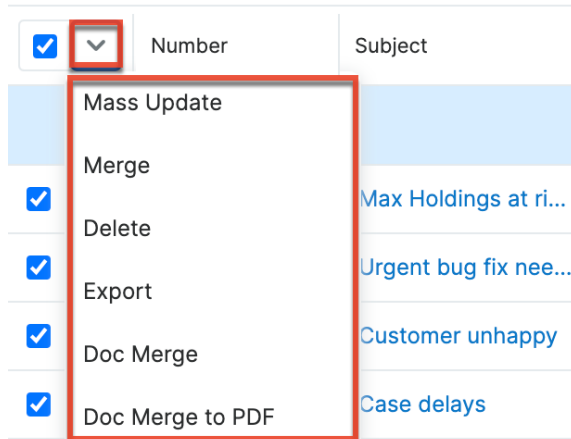 Number Subject
Mass Update
Merge
Max Holdings at ri...
Delete
Urgent bug fix nee...
Export
Customer unhappy
Doc Merge
Case delays
Doc Merge to PDF